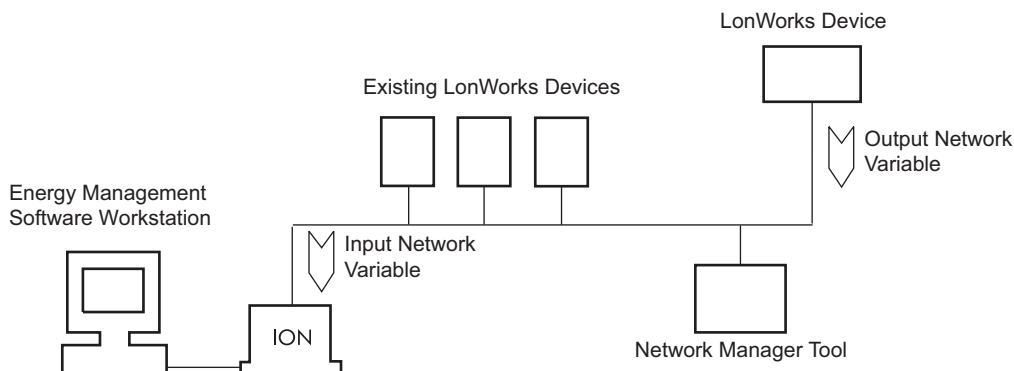 LonWorks Device
Existing LonWorks Devices
Output Network
Variable
Energy Management
Software Workstation
Input Network
Variable
ION
Network Manager Tool